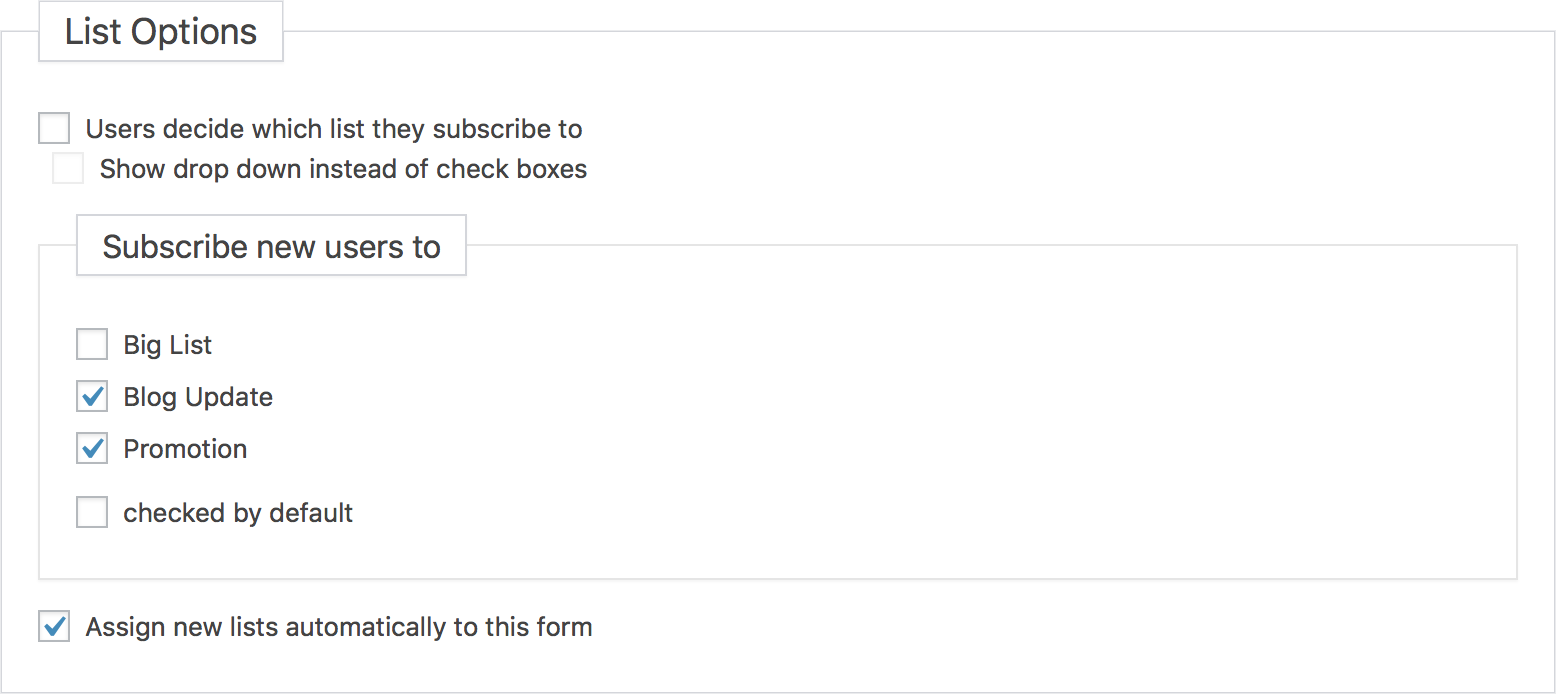 List Options
Users decide which list they subscribe to
Show drop down instead of check boxes
Subscribe new users to
Big List
Blog Update
Promotion
checked by default
Assign new lists automatically to this form